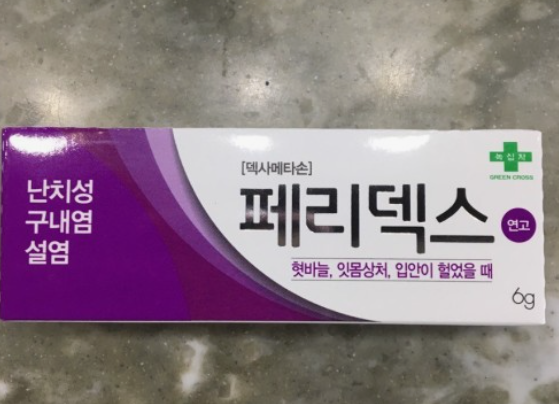 난치성
구내염
설염
[덱사메타손]
페리덱스
연고
혓바늘, 잇몸상처, 입안이 헐었을 때
6g
녹십자
GREEN CROSS